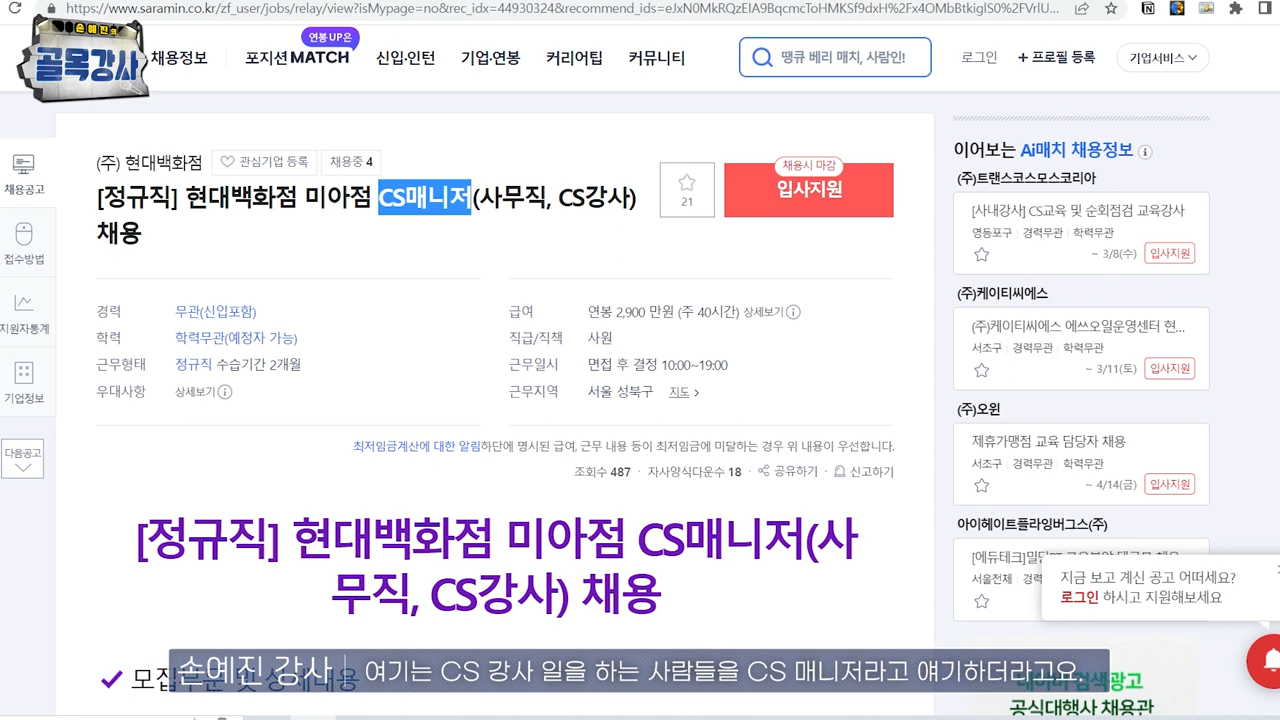 https://www.saramin.co.kr/zf_user/jobs/relay/view?isMypage=no&rec_idx=44930324&recommend_ids=eJxN0MkRQzEIA9BqcmcToHMKSf9dxH%2Fx4OMbBtkiglS0%2FVrlU...
손예진의
골목강사
채용정보
연봉 UP은
포지션 MATCH
신입·인턴
기업·연봉
커리어팁
커뮤니티
땡큐 베리 매치, 사람인!
로그인
+ 프로필 등록
기업서비스
채용공고
접수방법
지원자통계
기업정보
다음공고
(주) 현대백화점
관심기업 등록
채용중 4
[정규직] 현대백화점 미아점 CS매니저(사무직, CS강사)
채용
21
채용시 마감
입사지원
경력 무관(신입포함)
학력 학력무관(예정자 가능)
근무형태 정규직 수습기간 2개월
우대사항 상세보기
급여 연봉 2,900 만원 (주 40시간) 상세보기
직급/직책 사원
근무일시 면접 후 결정 10:00~19:00
근무지역 서울 성북구 지도 >
최저임금계산에 대한 알림하단에 명시된 급여, 근무 내용 등이 최저임금에 미달하는 경우 위 내용이 우선합니다.
조회수 487 · 자사양식다운수 18 · 공유하기 · 신고하기
[정규직] 현대백화점 미아점 CS매니저(사
무직, CS강사) 채용
이어보는 Ai매치 채용정보
(주)트랜스코스모스코리아
[사내강사] CS교육 및 순회점검 교육강사
영등포구 경력무관 학력무관
~ 3/8(수) 입사지원
(주)케이티씨에스
(주)케이티씨에스 에쓰오일운영센터 현...
서초구 경력무관 학력무관
~ 3/11(토) 입사지원
(주)오윈
제휴가맹점 교육 담당자 채용
서초구 경력무관 학력무관
~ 4/14(금) 입사지원
아이헤이트플라잉버그스(주)
서울전체 경력
지금 보고 계신 공고 어떠세요?
로그인 하시고 지원해보세요
손예진 강사 여기는 CS 강사 일을 하는 사람들을 CS 매니저라고 얘기하더라고요.
검색광고
공식대행사 채용관